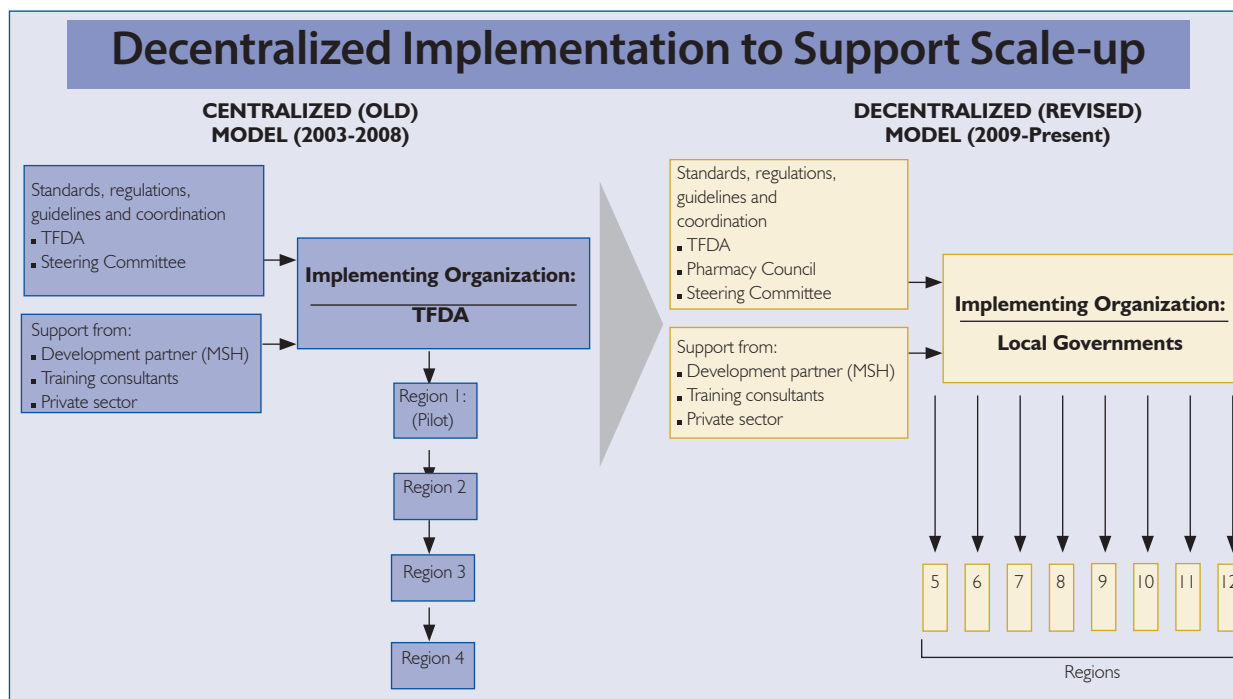 Decentralized Implementation to Support Scale-up
CENTRALIZED (OLD)
MODEL (2003-2008)
Standards, regulations,
guidelines and coordination
▪ TFDA
▪ Steering Committee
Support from:
▪ Development partner (MSH)
▪ Training consultants
▪ Private sector
Implementing Organization:
TFDA
Region 1:
(Pilot)
Region 2
Region 3
Region 4
DECENTRALIZED (REVISED)
MODEL (2009-Present)
Standards, regulations,
guidelines and
coordination
▪ TFDA
▪ Pharmacy Council
▪ Steering Committee
Support from:
▪ Development partner (MSH)
▪ Training consultants
▪ Private sector
Implementing Organization:
Local Governments
5 6 7 8 9 10 11 12
Regions